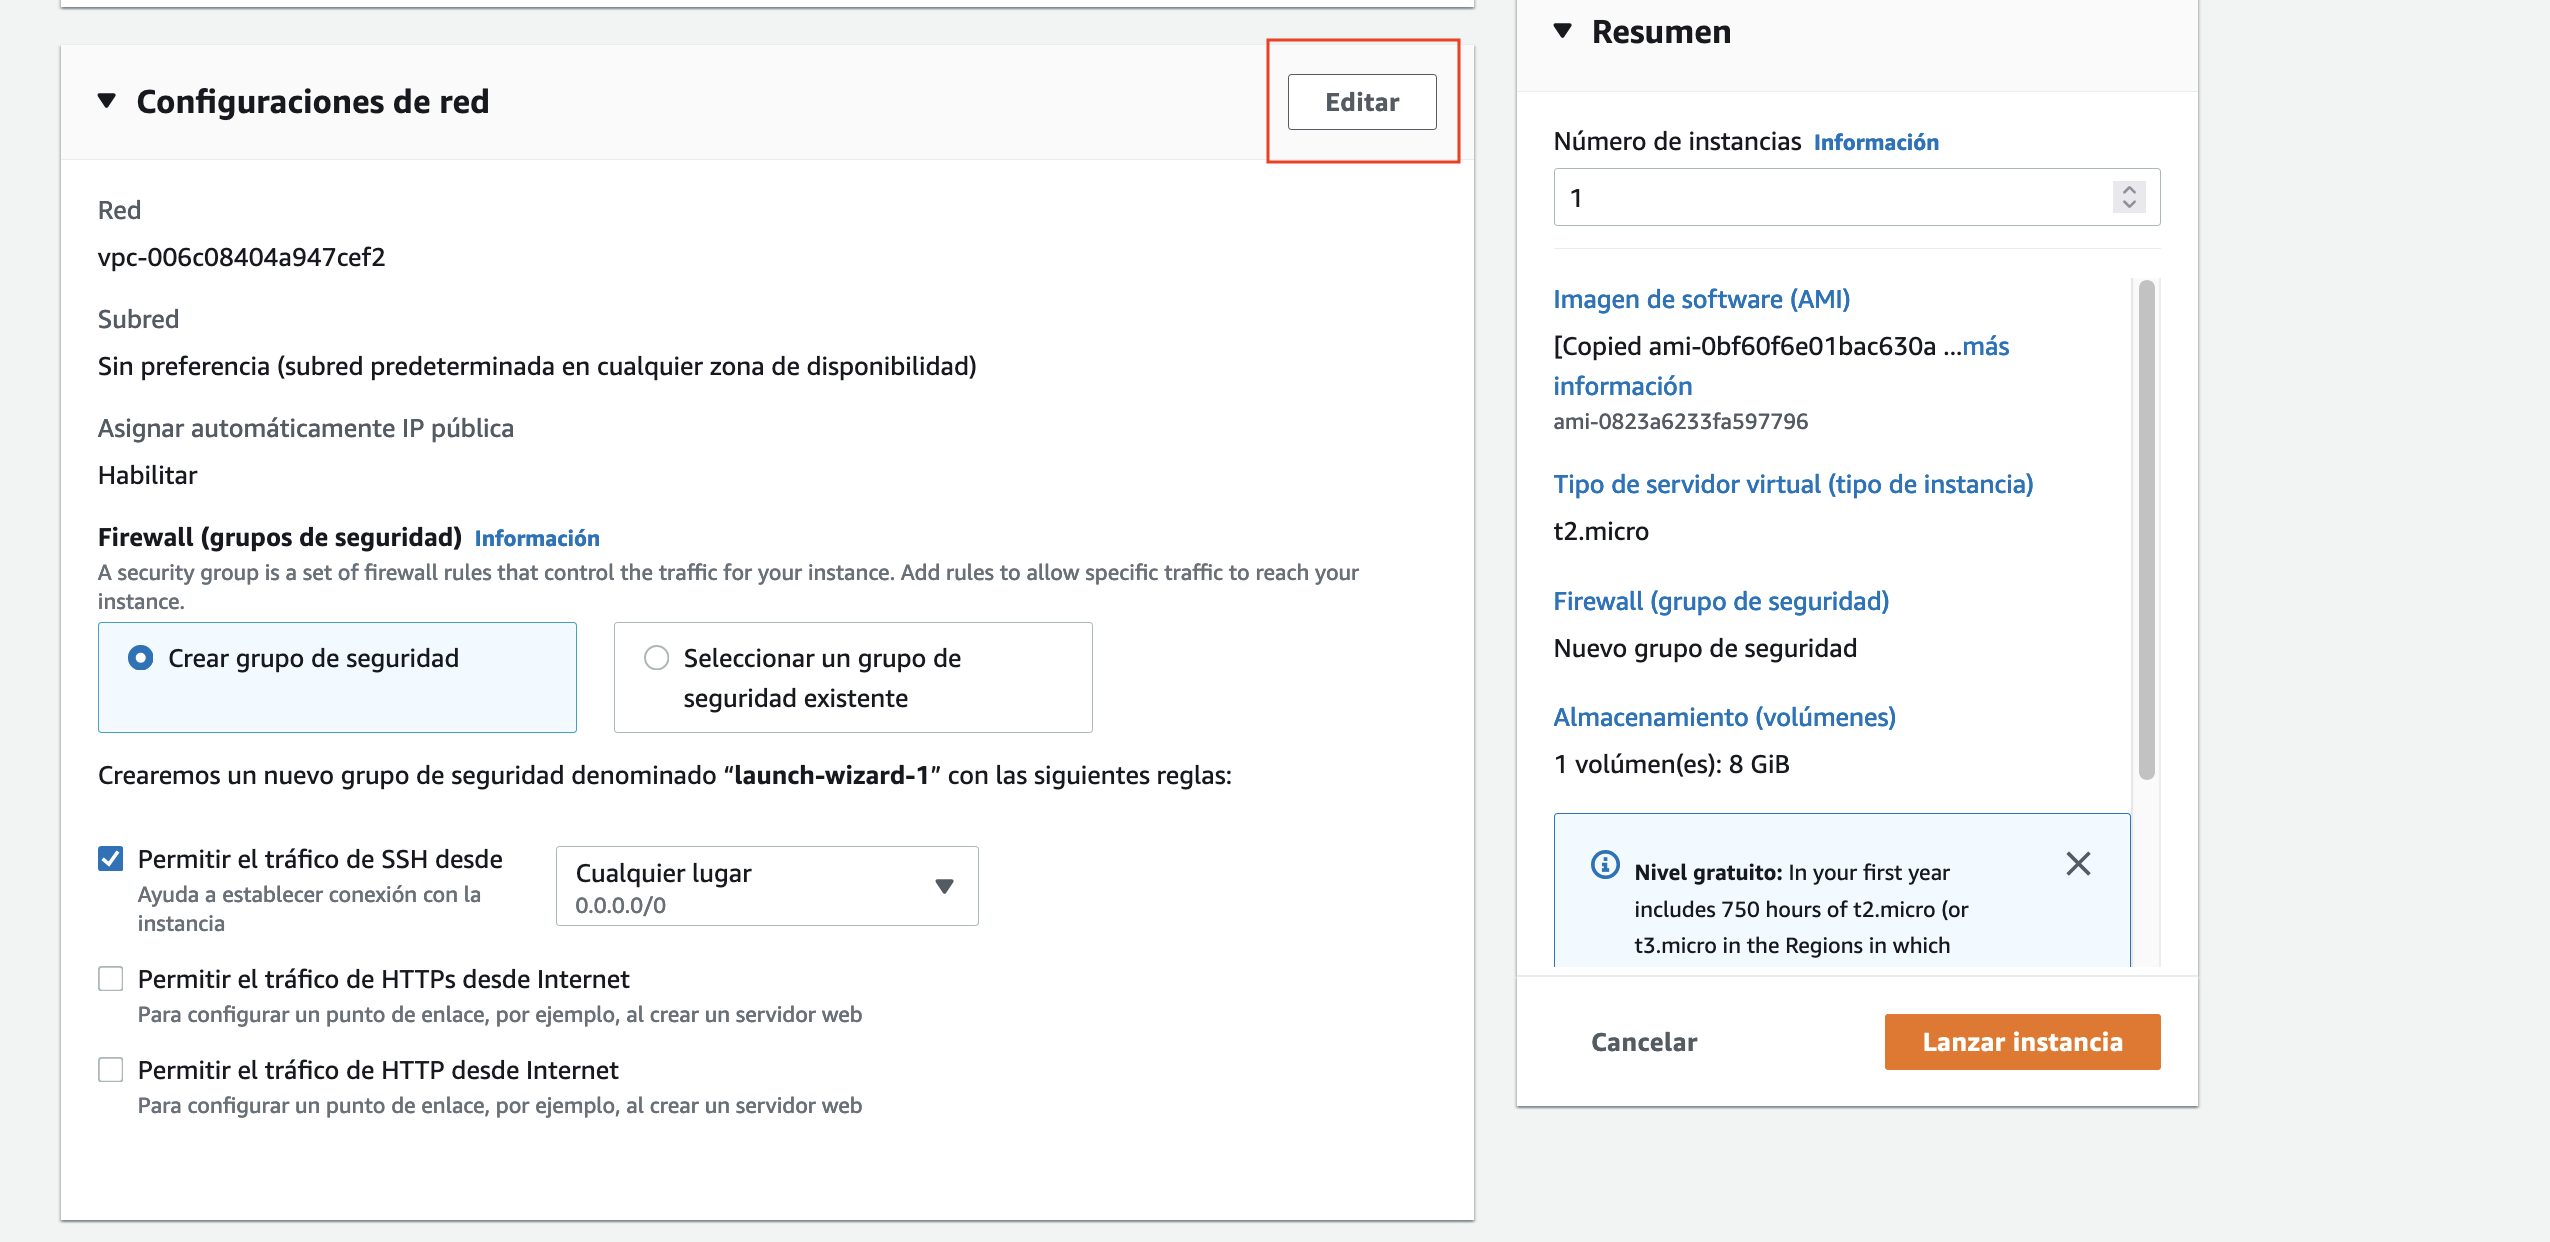 Configuraciones de red
Editar
Red
vpc-006c08404a947cef2
Subred
Sin preferencia (subred predeterminada en cualquier zona de disponibilidad)
Asignar automáticamente IP pública
Habilitar
Firewall (grupos de seguridad) Información
A security group is a set of firewall rules that control the traffic for your instance. Add rules to allow specific traffic to reach your
instance.
Crear grupo de seguridad
Seleccionar un grupo de
seguridad existente
Crearemos un nuevo grupo de seguridad denominado “launch-wizard-1” con las siguientes reglas:
Permitir el tráfico de SSH desde
Ayuda a establecer conexión con la
instancia
Cualquier lugar
0.0.0.0/0
Permitir el tráfico de HTTPs desde Internet
Para configurar un punto de enlace, por ejemplo, al crear un servidor web
Permitir el tráfico de HTTP desde Internet
Para configurar un punto de enlace, por ejemplo, al crear un servidor web
Resumen
Número de instancias Información
1
Imagen de software (AMI)
[Copied ami-0bf60f6e01bac630a ...más
información
ami-0823a6233fa597796
Tipo de servidor virtual (tipo de instancia)
t2.micro
Firewall (grupo de seguridad)
Nuevo grupo de seguridad
Almacenamiento (volúmenes)
1 volúmen(es): 8 GiB
Nivel gratuito: In your first year
includes 750 hours of t2.micro (or
t3.micro in the Regions in which
Cancelar
Lanzar instancia